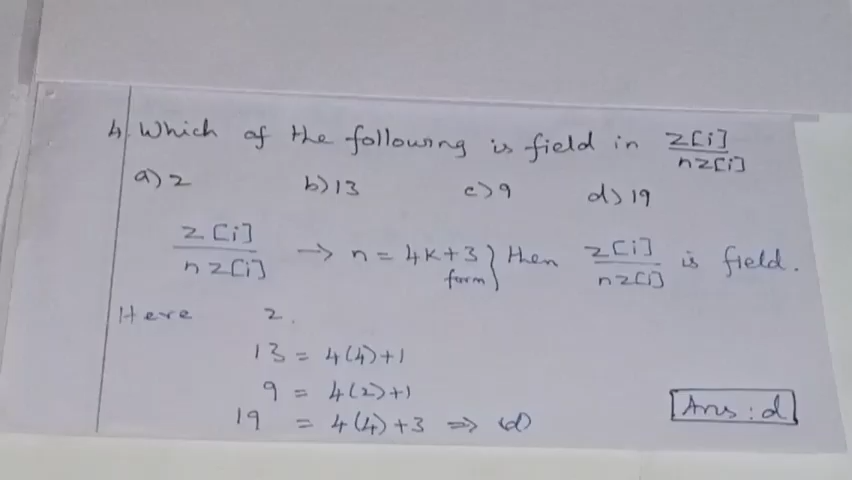 4. Which of the following is field in Z[i]/nZ[i]
a) 2 b) 13 c) 9 d) 19
Z[i]/nZ[i] → n = 4k+3 form } then Z[i]/nZ[i] is field.
Here 2.
13 = 4(4)+1
9 = 4(2)+1
19 = 4(4)+3 ⇒ (d)
Ans: d